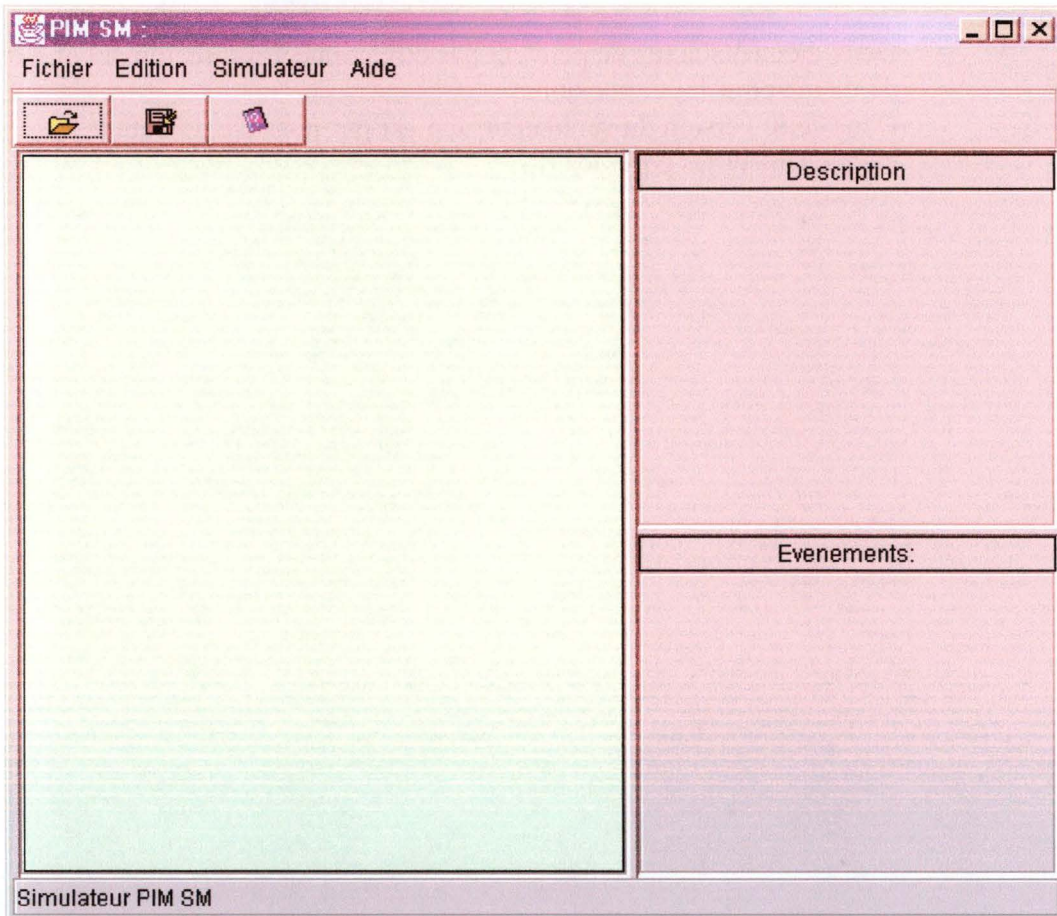 PIM SM :
Fichier Edition Simulateur Aide
Description
Evenements:
Simulateur PIM SM